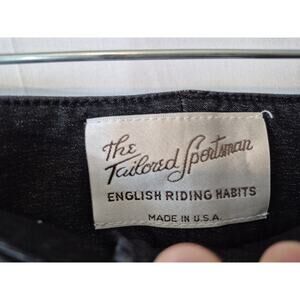 The
Tailored Sportsman
ENGLISH RIDING HABITS
MADE IN U.S.A.